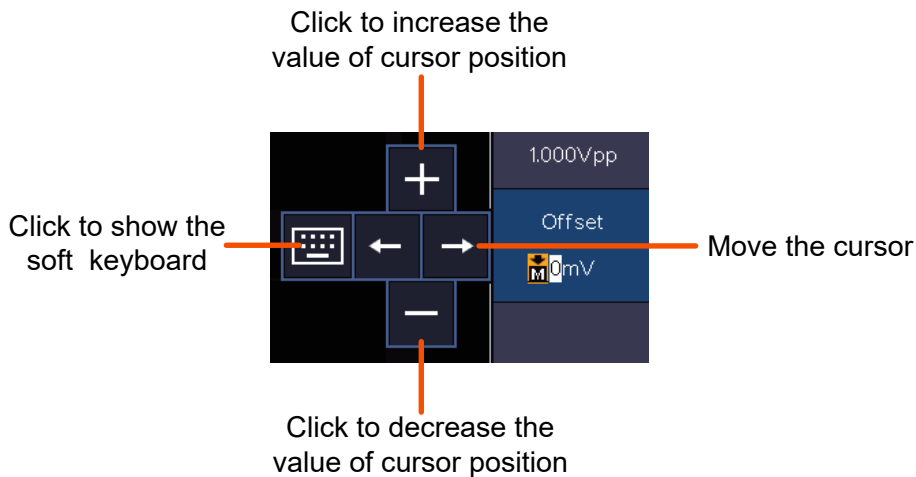 Click to increase the
value of cursor position
1.000Vpp
Click to show the
soft keyboard
Offset
M 0mV
Move the cursor
Click to decrease the
value of cursor position